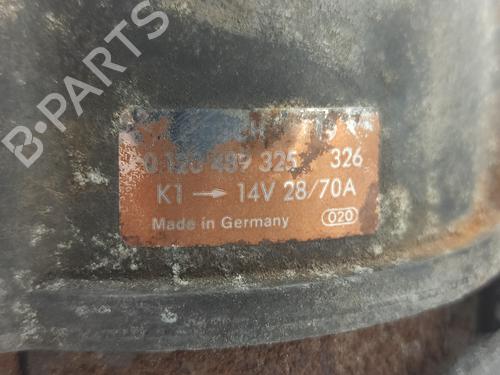 B-PARTS
0 120 489 325 326
K1 → 14V 28/70A
Made in Germany 020